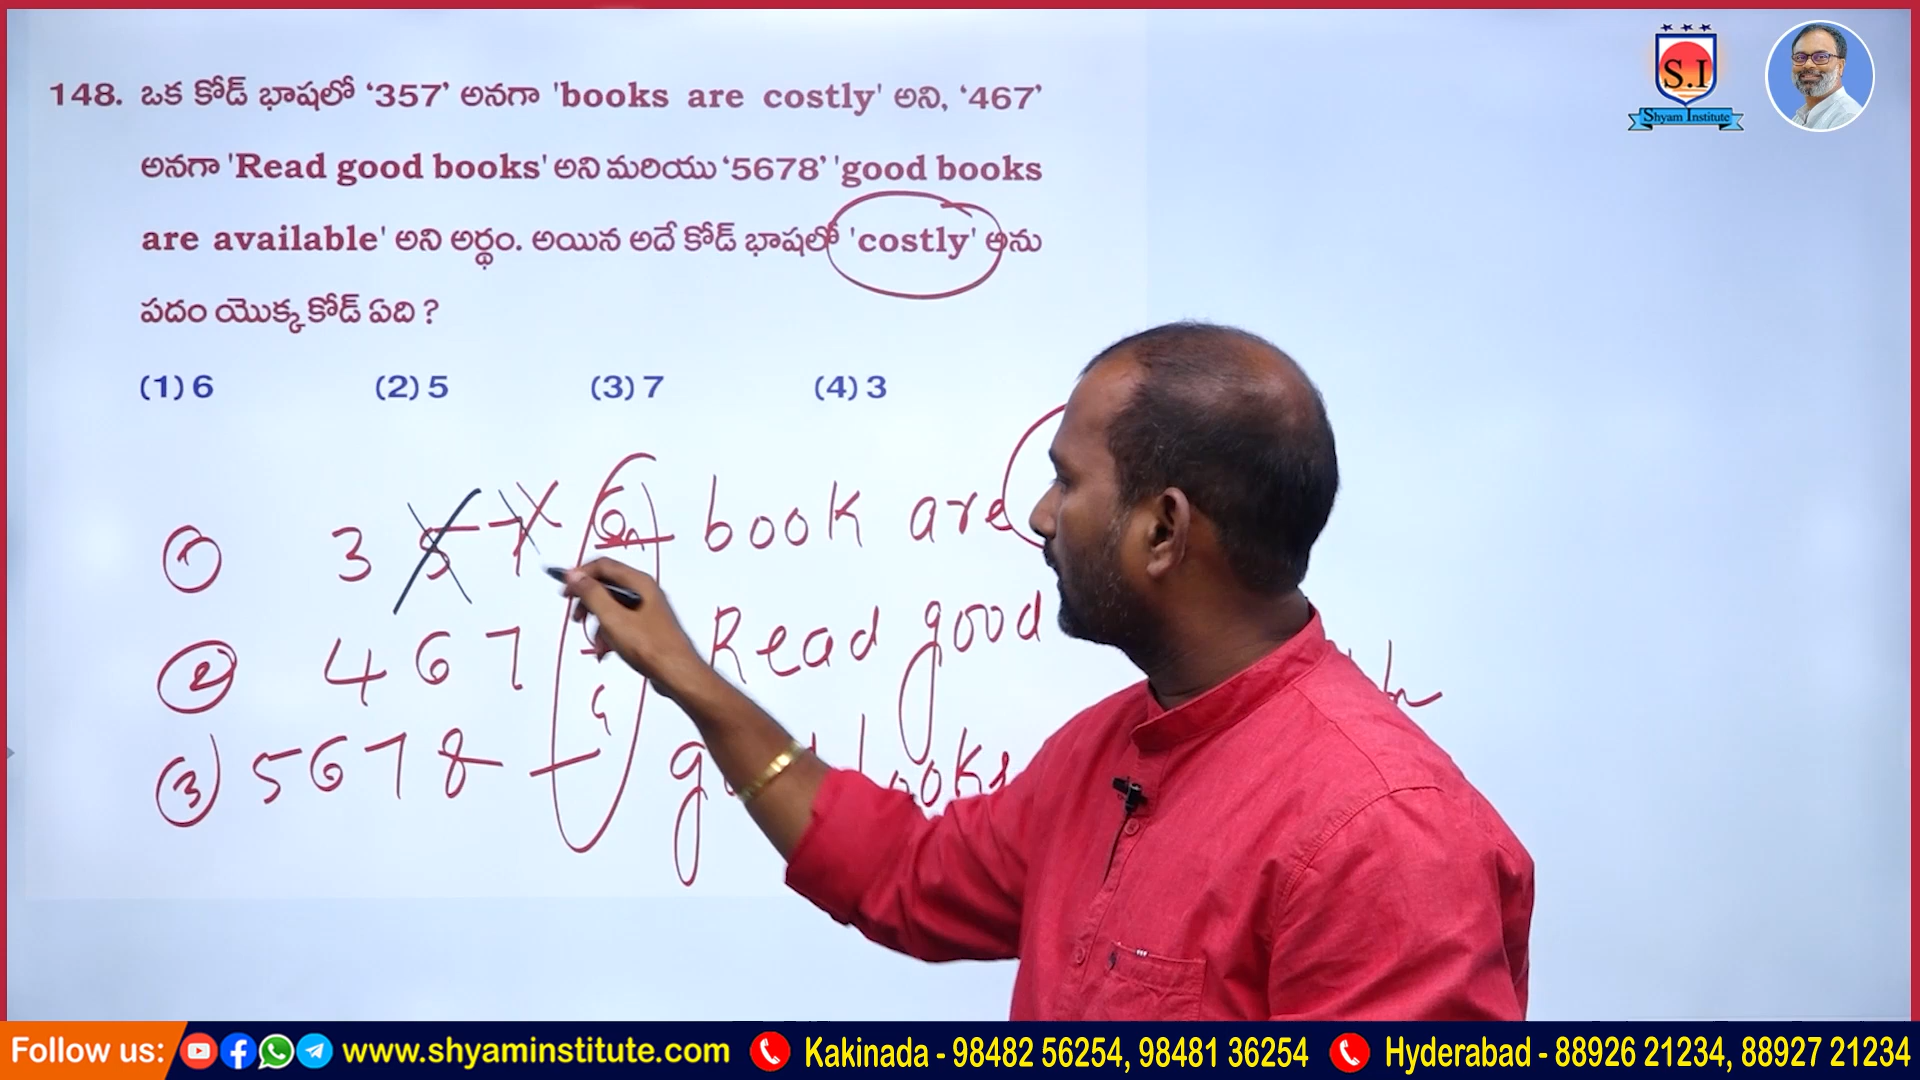 148. ఒక కోడ్ భాషలో ‘357’ అనగా 'books are costly' అని, ‘467’
అనగా 'Read good books' అని మరియు ‘5678’ 'good books
are available' అని అర్థం. అయిన అదే కోడ్ భాషలో 'costly' అను
పదం యొక్క కోడ్ ఏది ?
(1) 6 (2) 5 (3) 7 (4) 3
① 3 5 7 book are
② 4 6 7 Read good
③ 5 6 7 8 - ooks
S.I
Shyam Institute
Follow us: www.shyaminstitute.com Kakinada - 98482 56254, 98481 36254 Hyderabad - 88926 21234, 88927 21234